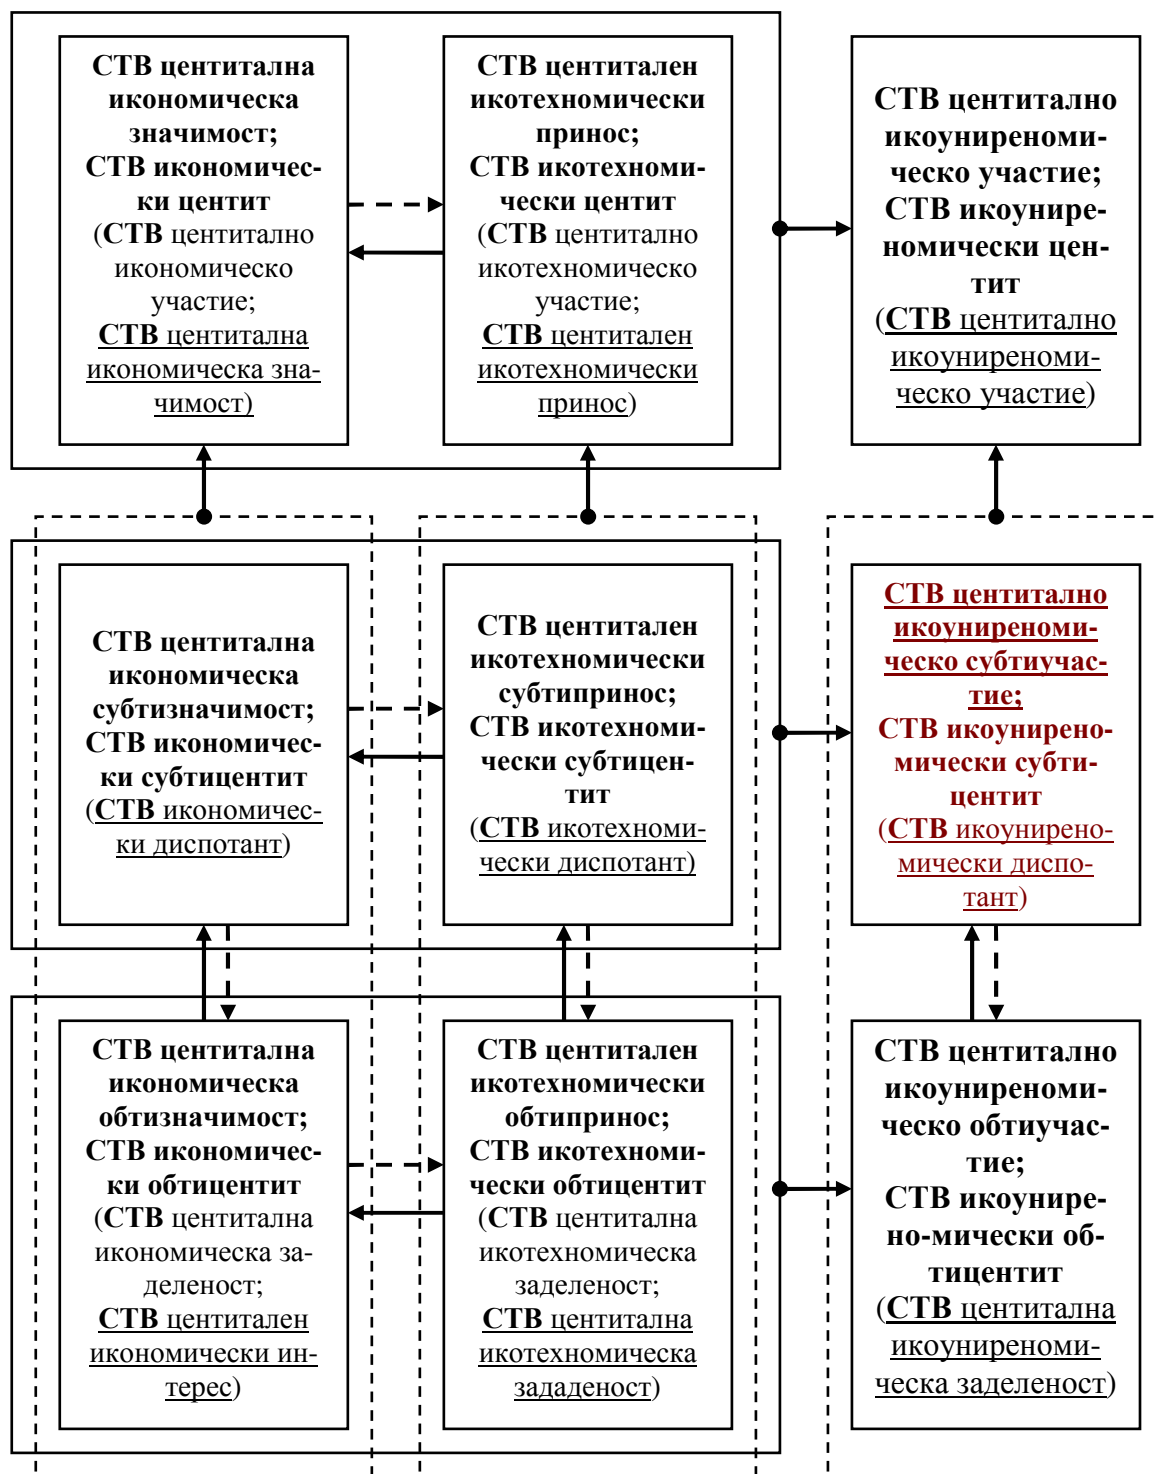 СТВ центитална
икономическа
значимост;
СТВ икономичес-
ки центит
(СТВ центитално
икономическо
участие;
СТВ центитална
икономическа зна-
чимост)
СТВ центитален
икотехномически
принос;
СТВ икотехноми-
чески центит
(СТВ центитално
икотехномическо
участие;
СТВ центитален
икотехномически
принос)
СТВ центитално
икоуниреноми-
ческо участие;
СТВ икоунире-
номически цен-
тит
(СТВ центитално
икоуниреноми-
ческо участие)
СТВ центитална
икономическа
субтизначимост;
СТВ икономичес-
ки субтицентит
(СТВ икономичес-
ки диспотант)
СТВ центитален
икотехномически
субтипринос;
СТВ икотехноми-
чески субтицен-
тит
(СТВ икотехноми-
чески диспотант)
СТВ центитално
икоуниреноми-
ческо субтиучас-
тие;
СТВ икоунирено-
мически субти-
центит
(СТВ икоунирено-
мически диспо-
тант)
СТВ центитална
икономическа
обтизначимост;
СТВ икономичес-
ки обтицентит
(СТВ центитална
икономическа за-
деленост;
СТВ центитален
икономически ин-
терес)
СТВ центитален
икотехномически
обтипринос;
СТВ икотехноми-
чески обтицентит
(СТВ центитална
икотехномическа
заделеност;
СТВ центитална
икотехномическа
зададеност)
СТВ центитално
икоуниреноми-
ческо обтиучас-
тие;
СТВ икоунире-
но-мически об-
тицентит
(СТВ центитална
икоуниреноми-
ческа заделеност)